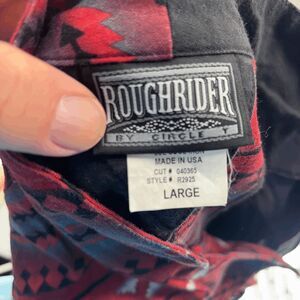 ROUGHRIDER
BY CIRCLE T
MADE IN USA
CUT# 040365
STYLE# R2925
LARGE